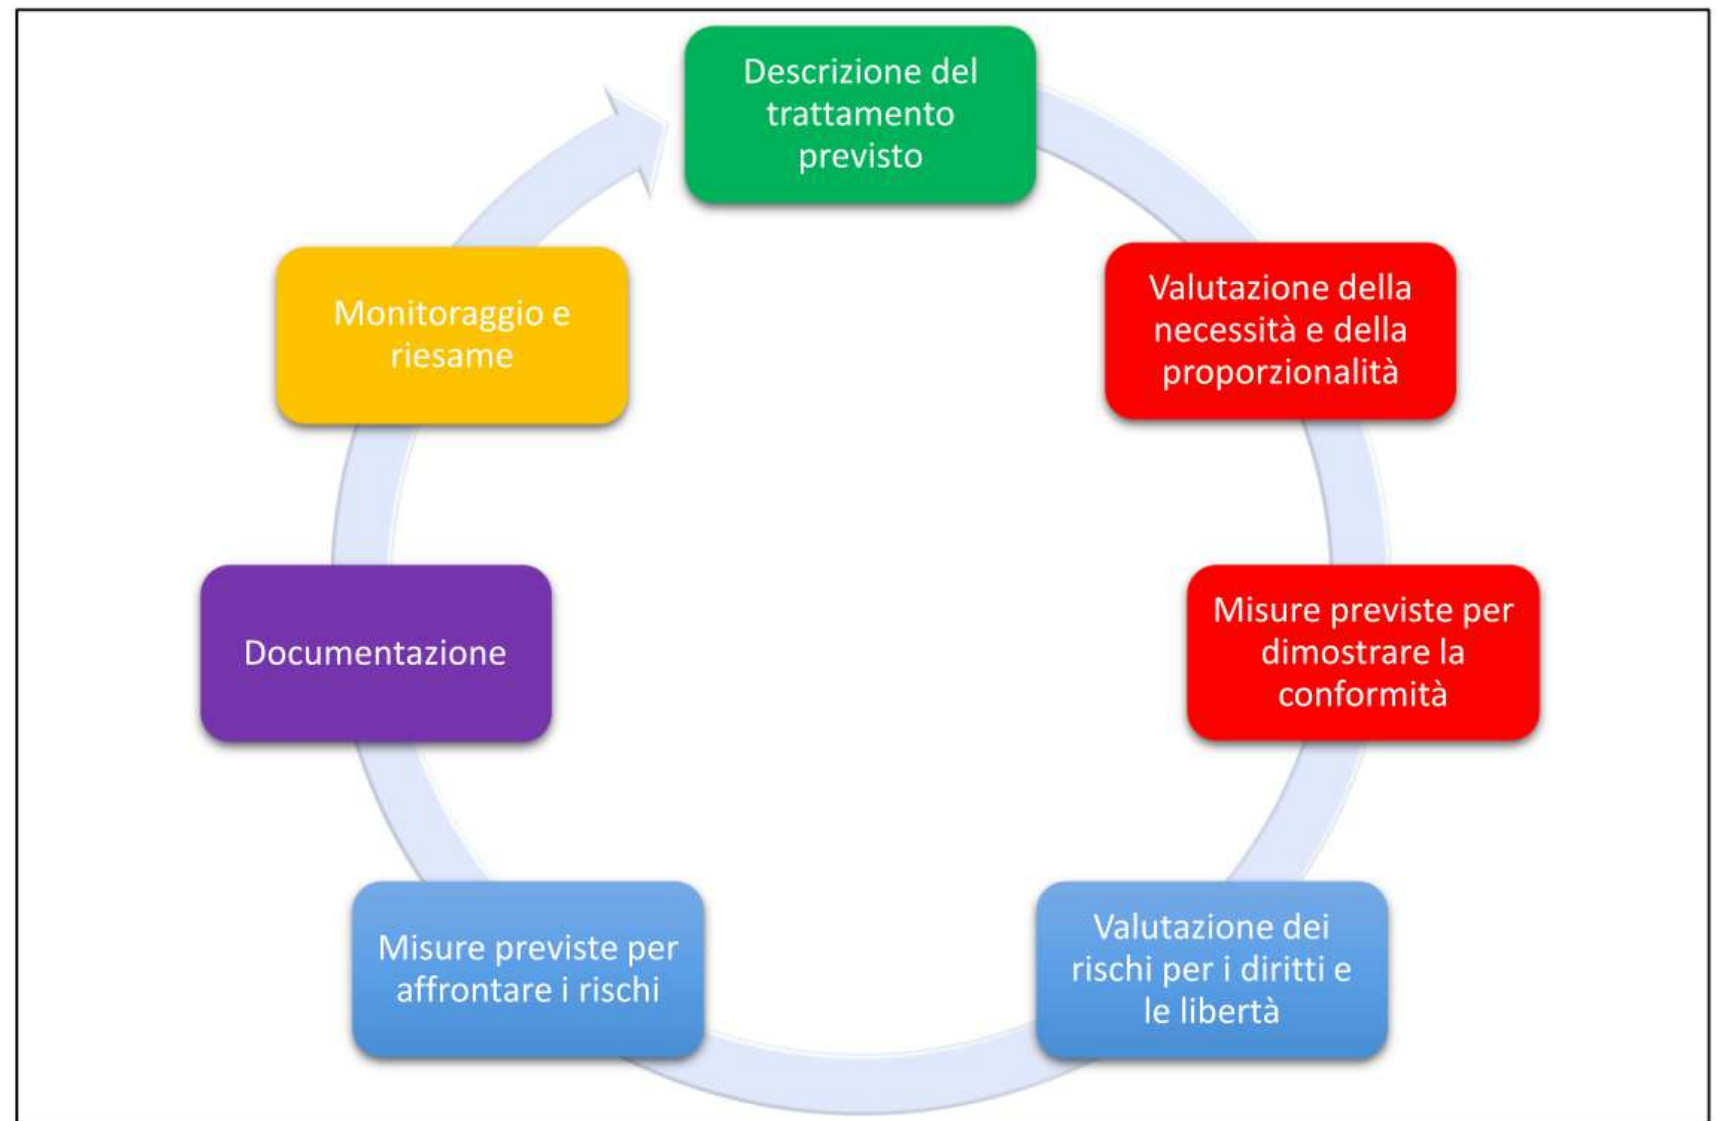 Descrizione del
trattamento
previsto
Valutazione della
necessità e della
proporzionalità
Misure previste per
dimostrare la
conformità
Valutazione dei
rischi per i diritti e
le libertà
Misure previste per
affrontare i rischi
Documentazione
Monitoraggio e
riesame